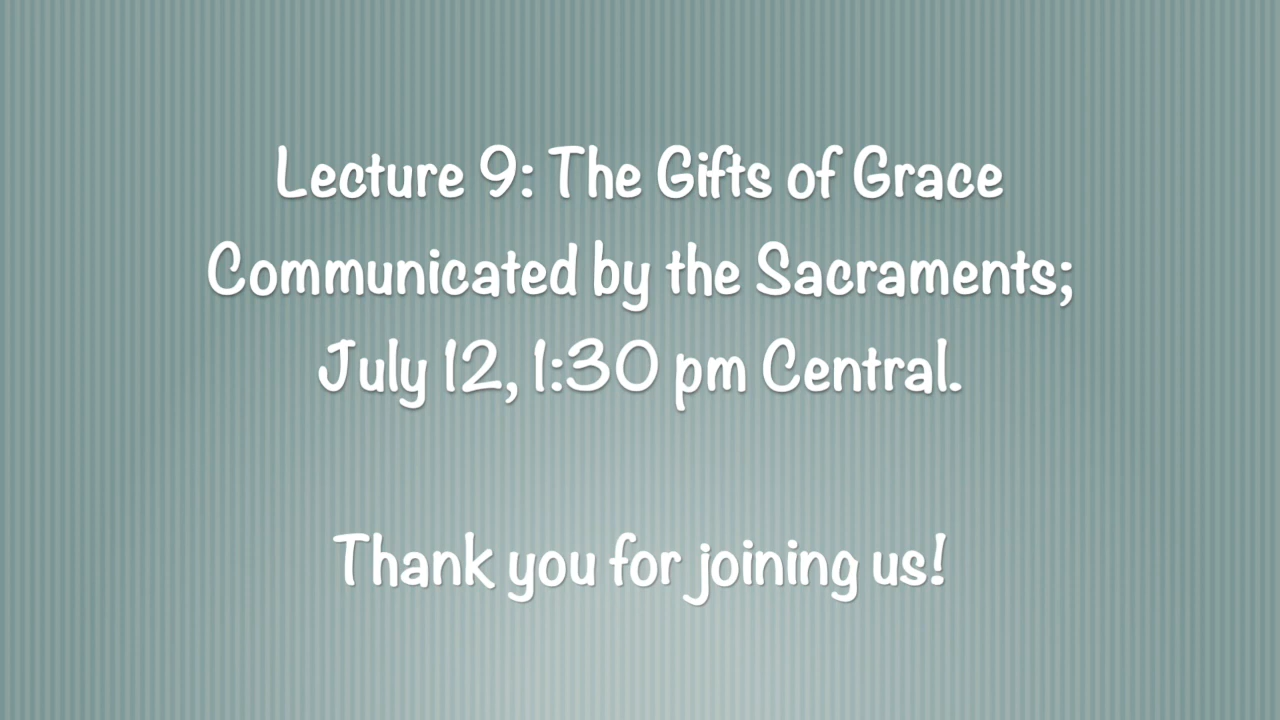 Lecture 9: The Gifts of Grace
Communicated by the Sacraments;
July 12, 1:30 pm Central.
Thank you for joining us!